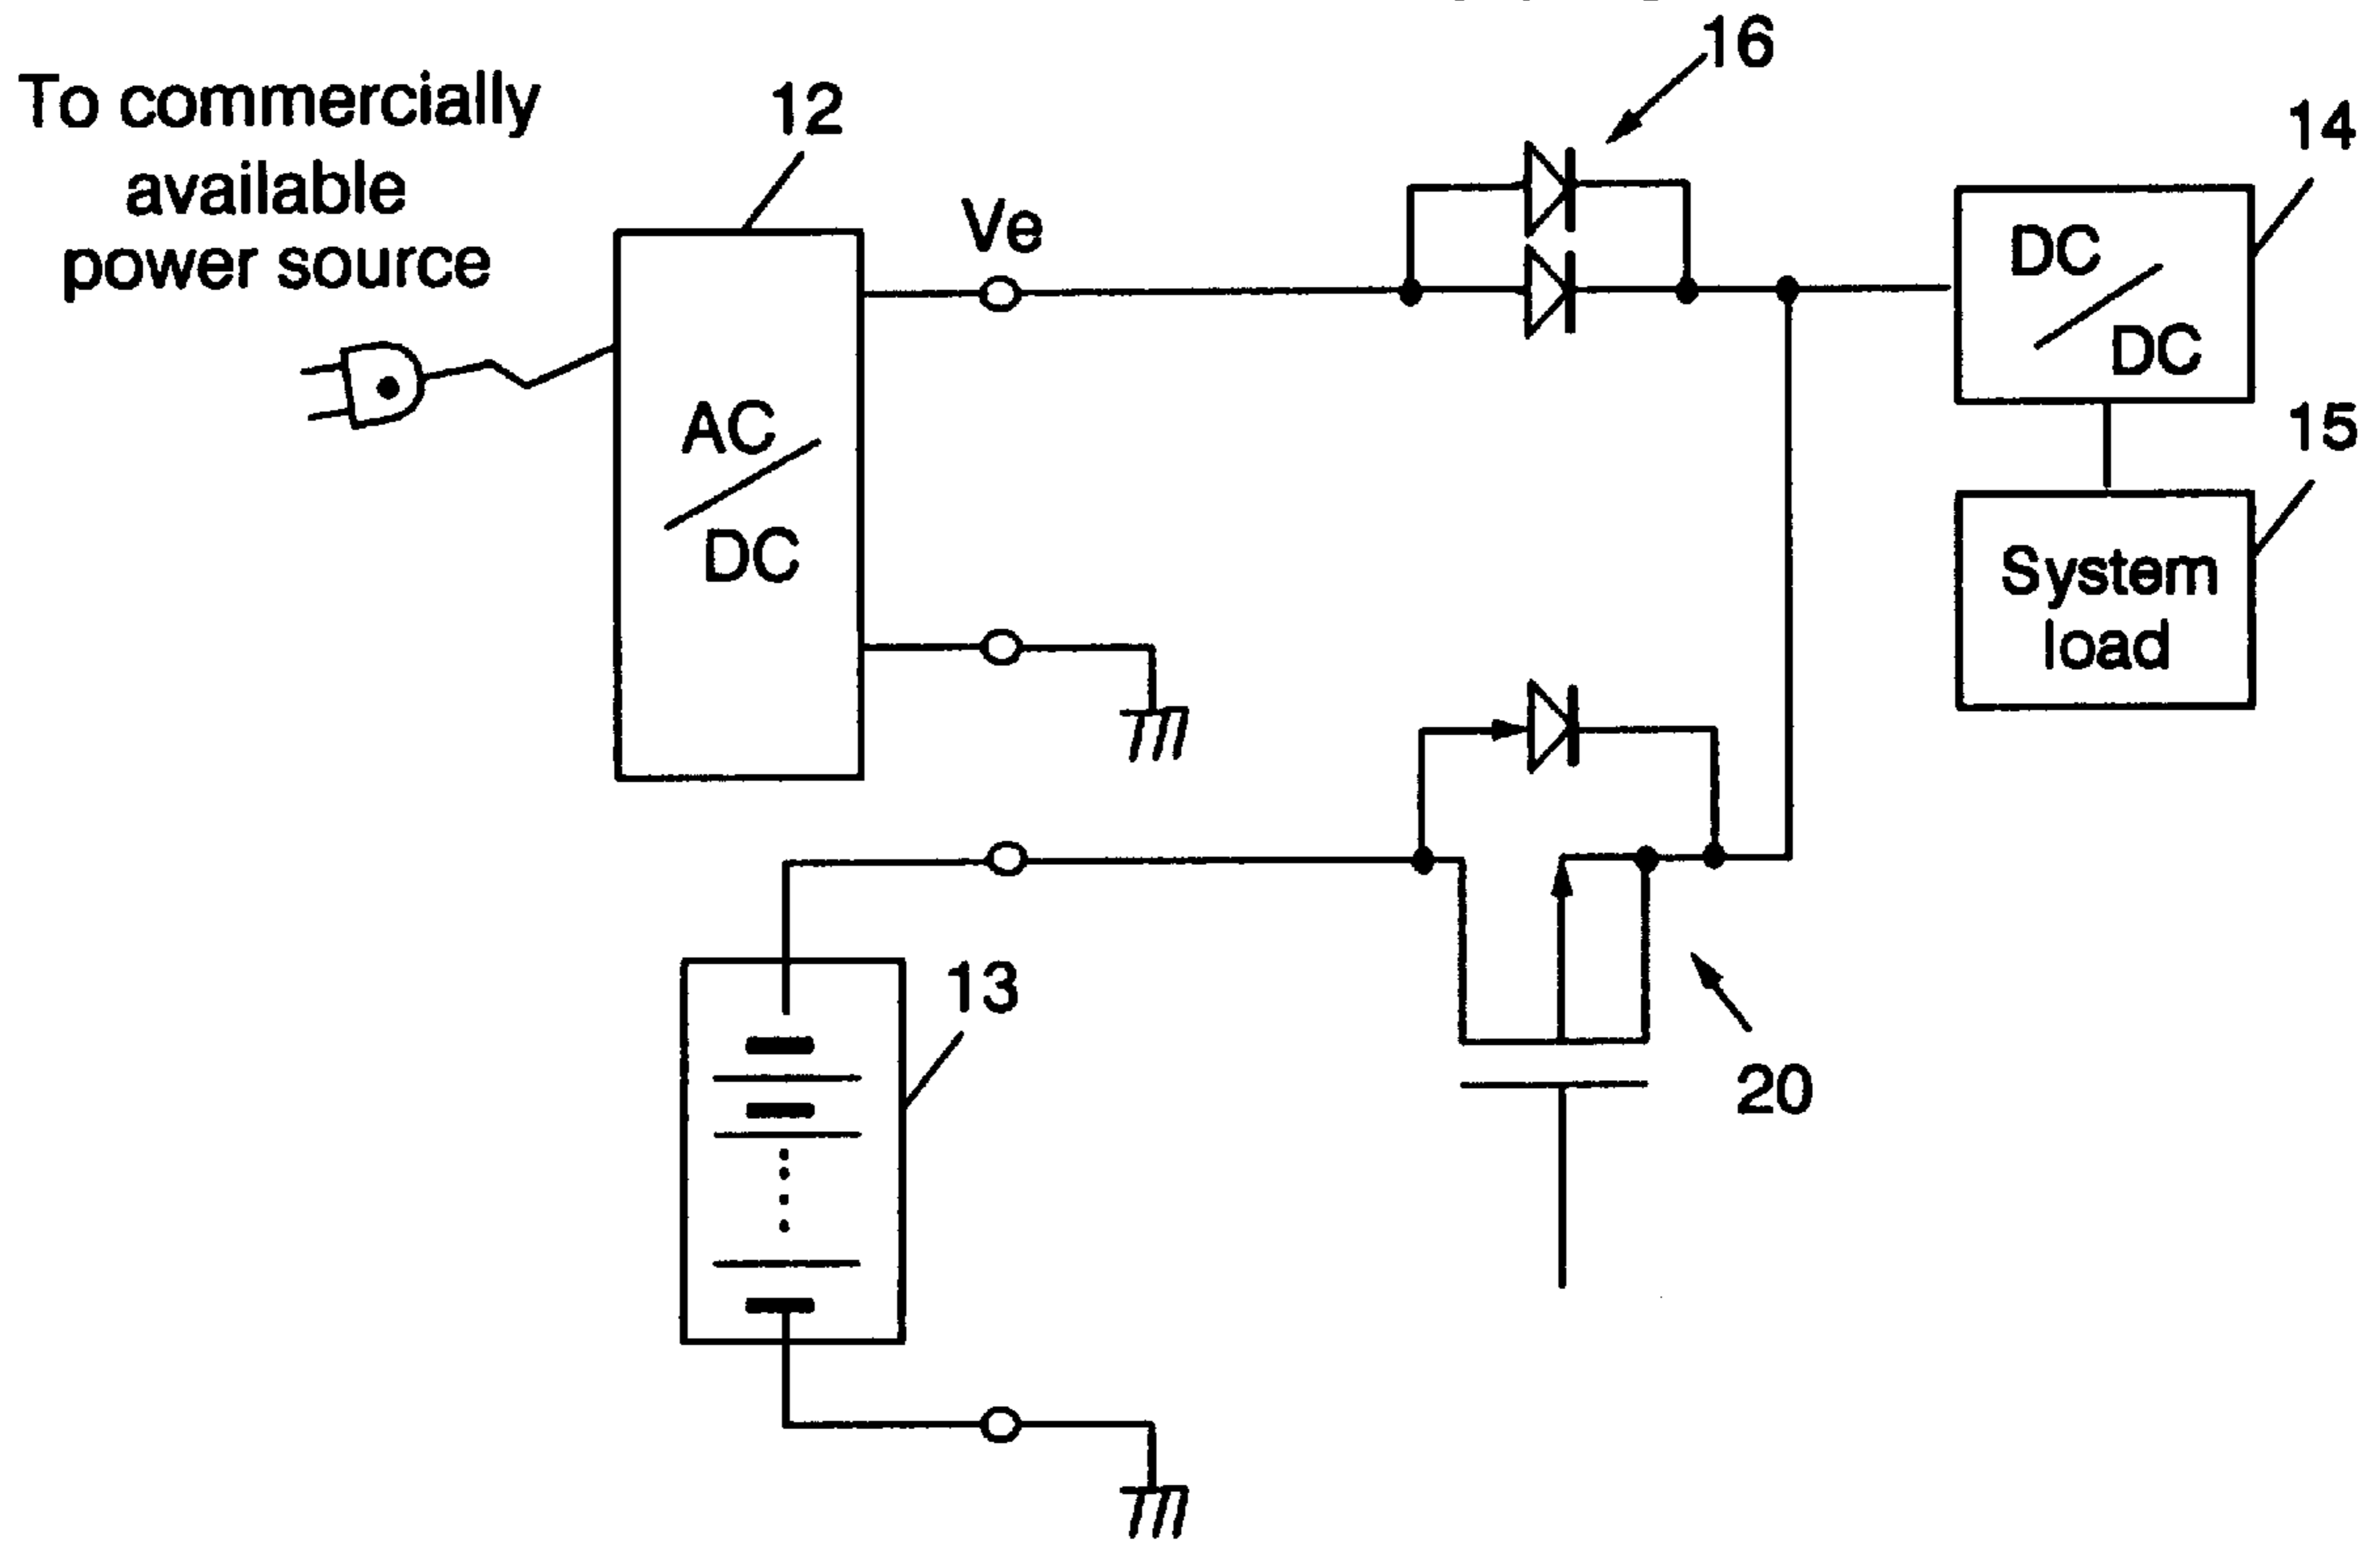 16
To commercially
available
power source
12
14
Ve
DC
DC
AC
DC
15
System
load
13
20